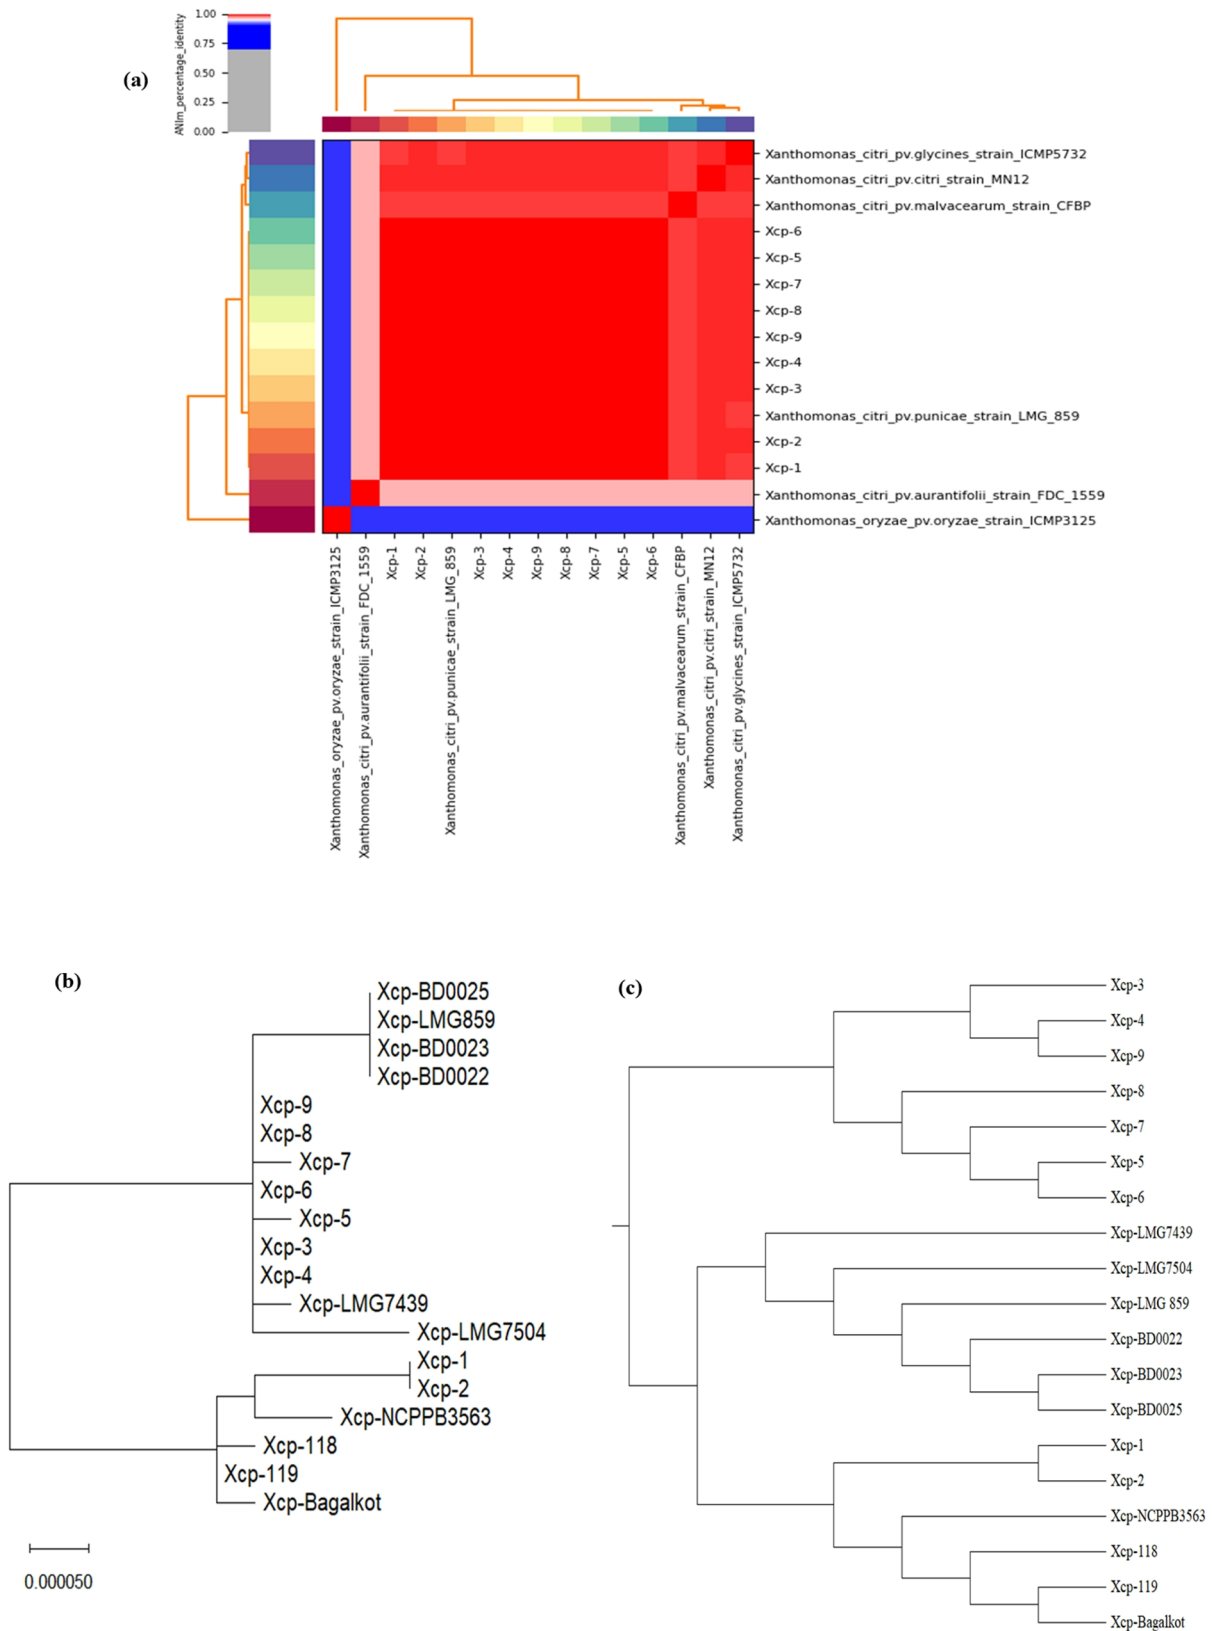 (a)
ANIm_percentage_identity
1.00
0.75
0.50
0.25
0.00
Xanthomonas_citri_pv.glycines_strain_ICMP5732
Xanthomonas_citri_pv.citri_strain_MN12
Xanthomonas_citri_pv.malvacearum_strain_CFBP
Xcp-6
Xcp-5
Xcp-7
Xcp-8
Xcp-9
Xcp-4
Xcp-3
Xanthomonas_citri_pv.punicae_strain_LMG_859
Xcp-2
Xcp-1
Xanthomonas_citri_pv.aurantifolii_strain_FDC_1559
Xanthomonas_oryzae_pv.oryzae_strain_ICMP3125
Xanthomonas_oryzae_pv.oryzae_strain_ICMP3125
Xanthomonas_citri_pv.aurantifolii_strain_FDC_1559
Xcp-1
Xcp-2
Xanthomonas_citri_pv.punicae_strain_LMG_859
Xcp-3
Xcp-4
Xcp-9
Xcp-8
Xcp-7
Xcp-5
Xcp-6
Xanthomonas_citri_pv.malvacearum_strain_CFBP
Xanthomonas_citri_pv.citri_strain_MN12
Xanthomonas_citri_pv.glycines_strain_ICMP5732
(b)
Xcp-BD0025
Xcp-LMG859
Xcp-BD0023
Xcp-BD0022
Xcp-9
Xcp-8
Xcp-7
Xcp-6
Xcp-5
Xcp-3
Xcp-4
Xcp-LMG7439
Xcp-LMG7504
Xcp-1
Xcp-2
Xcp-NCPPB3563
Xcp-118
Xcp-119
Xcp-Bagalkot
0.000050
(c)
Xcp-3
Xcp-4
Xcp-9
Xcp-8
Xcp-7
Xcp-5
Xcp-6
Xcp-LMG7439
Xcp-LMG7504
Xcp-LMG 859
Xcp-BD0022
Xcp-BD0023
Xcp-BD0025
Xcp-1
Xcp-2
Xcp-NCPPB3563
Xcp-118
Xcp-119
Xcp-Bagalkot